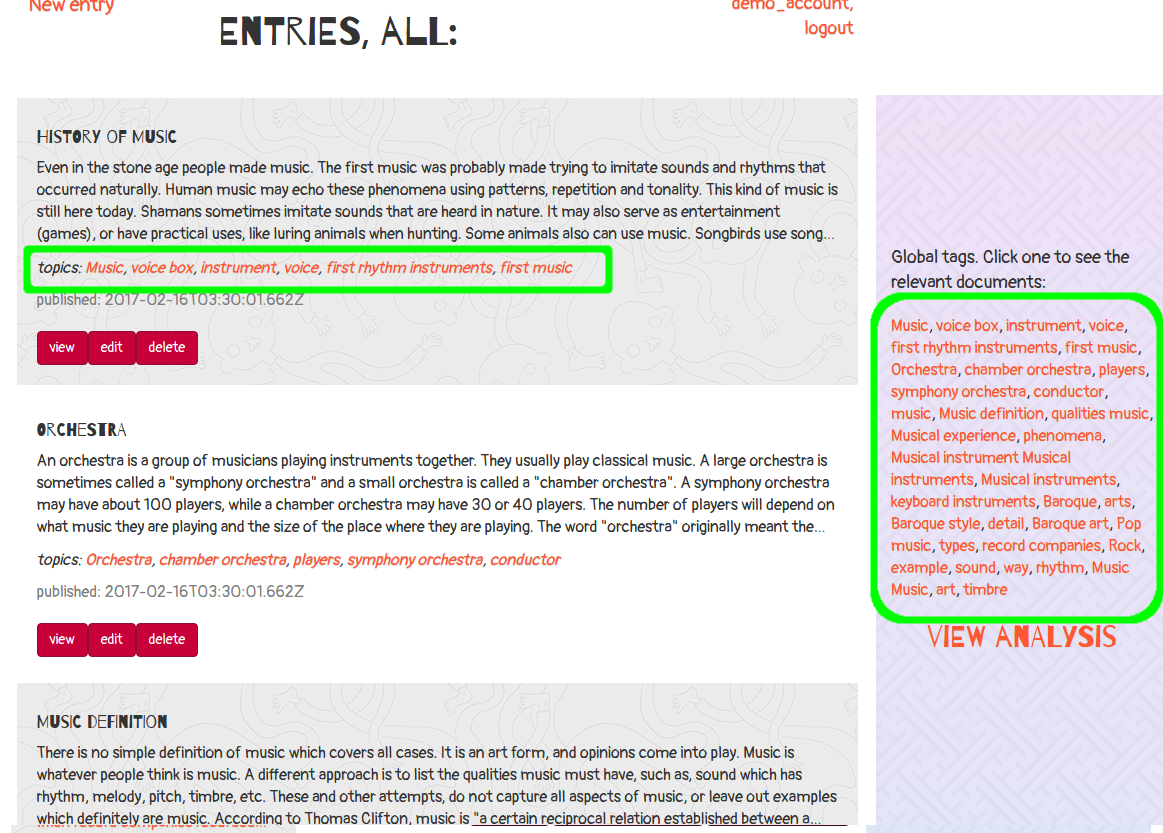 New entry
demo_account,
logout
ENTRIES, ALL:
HISTORY OF MUSIC
Even in the stone age people made music. The first music was probably made trying to imitate sounds and rhythms that
occurred naturally. Human music may echo these phenomena using patterns, repetition and tonality. This kind of music is
still here today. Shamans sometimes imitate sounds that are heard in nature. It may also serve as entertainment
(games), or have practical uses, like luring animals when hunting. Some animals also can use music. Songbirds use song...
topics: Music, voice box, instrument, voice, first rhythm instruments, first music
published: 2017-02-16T03:30:01.662Z
view edit delete
ORCHESTRA
An orchestra is a group of musicians playing instruments together. They usually play classical music. A large orchestra is
sometimes called a "symphony orchestra" and a small orchestra is called a "chamber orchestra". A symphony orchestra
may have about 100 players, while a chamber orchestra may have 30 or 40 players. The number of players will depend on
what music they are playing and the size of the place where they are playing. The word "orchestra" originally meant the...
topics: Orchestra, chamber orchestra, players, symphony orchestra, conductor
published: 2017-02-16T03:30:01.662Z
view edit delete
MUSIC DEFINITION
There is no simple definition of music which covers all cases. It is an art form, and opinions come into play. Music is
whatever people think is music. A different approach is to list the qualities music must have, such as, sound which has
rhythm, melody, pitch, timbre, etc. These and other attempts, do not capture all aspects of music, or leave out examples
which definitely are music. According to Thomas Clifton, music is "a certain reciprocal relation established between a...
Global tags. Click one to see the
relevant documents:
Music, voice box, instrument, voice,
first rhythm instruments, first music,
Orchestra, chamber orchestra, players,
symphony orchestra, conductor,
music, Music definition, qualities music,
Musical experience, phenomena,
Musical instrument Musical
instruments, Musical instruments,
keyboard instruments, Baroque, arts,
Baroque style, detail, Baroque art, Pop
music, types, record companies, Rock,
example, sound, way, rhythm, Music
Music, art, timbre
VIEW ANALYSIS